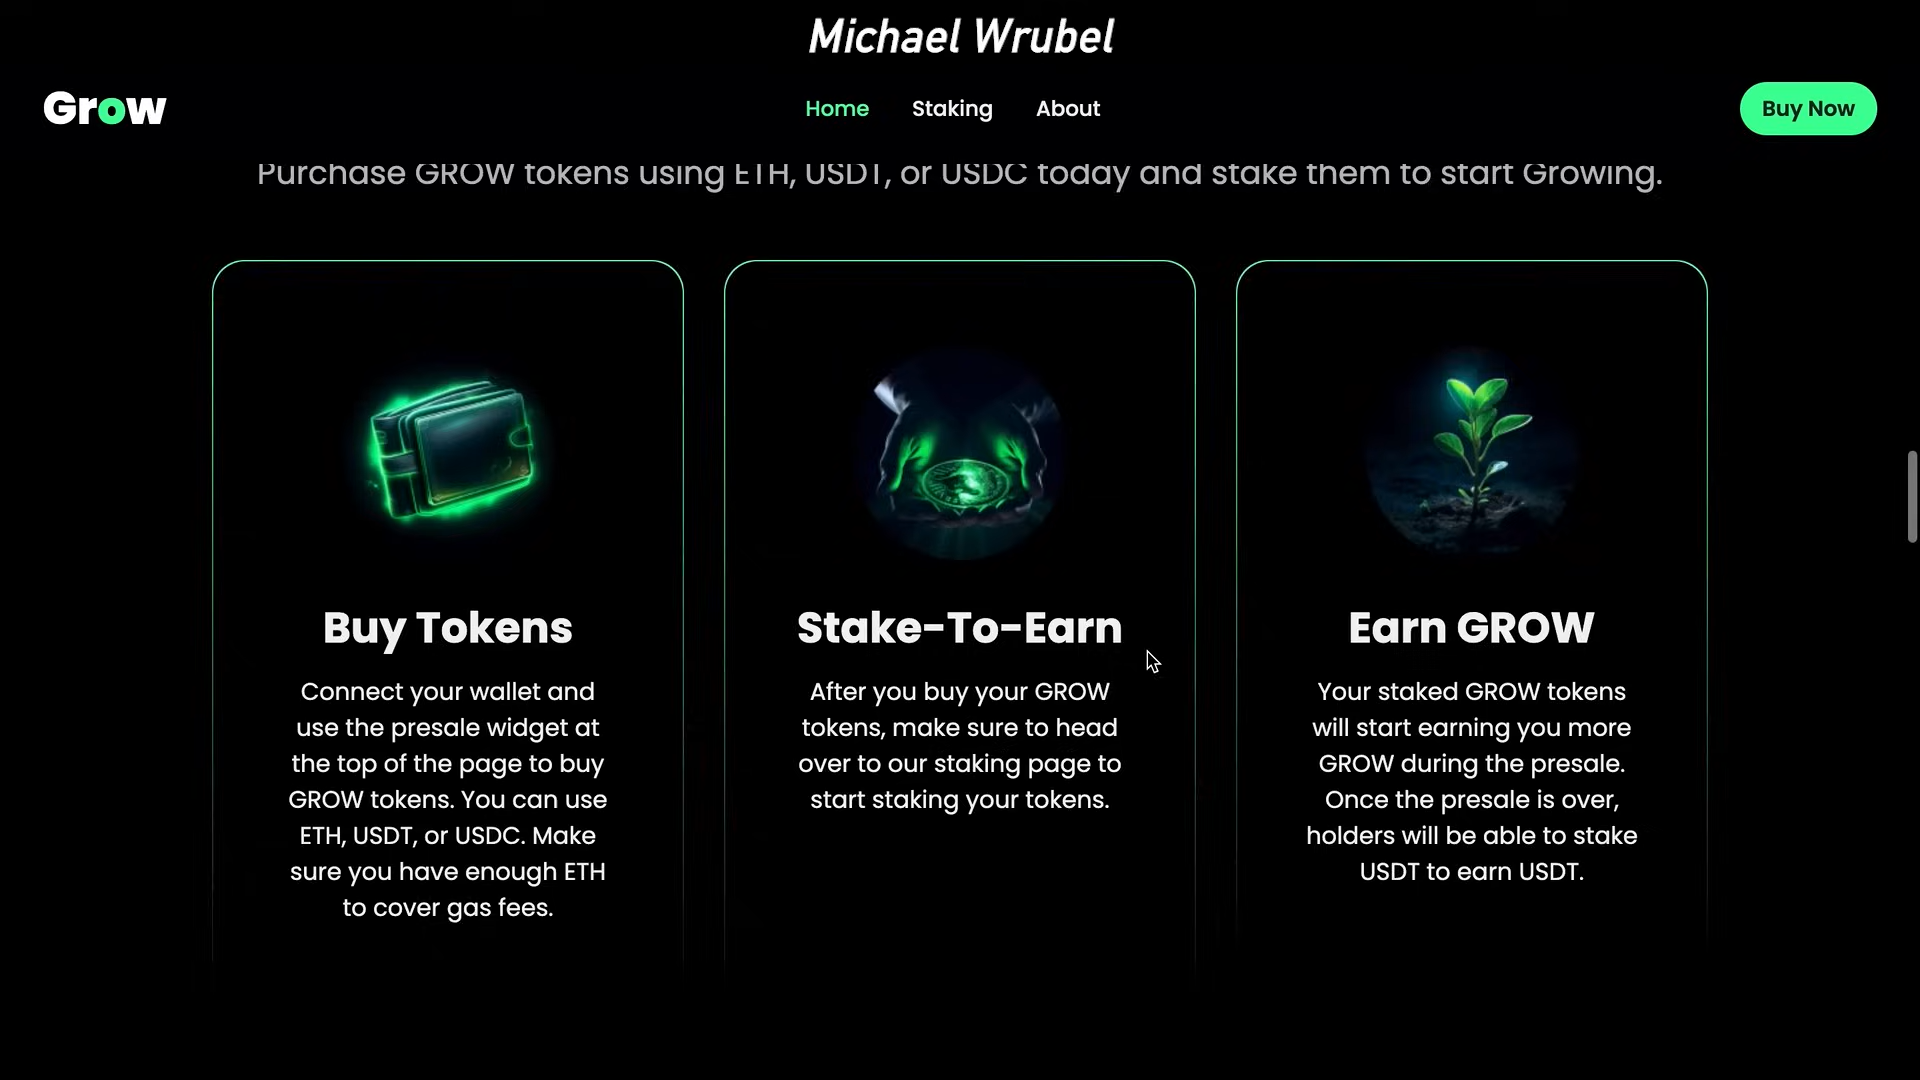 Michael Wrubel
Grow
Home
Staking
About
Buy Now
Purchase GROW tokens using ETH, USDT, or USDC today and stake them to start Growing.
Buy Tokens
Connect your wallet and
use the presale widget at
the top of the page to buy
GROW tokens. You can use
ETH, USDT, or USDC. Make
sure you have enough ETH
to cover gas fees.
Stake-To-Earn
After you buy your GROW
tokens, make sure to head
over to our staking page to
start staking your tokens.
Earn GROW
Your staked GROW tokens
will start earning you more
GROW during the presale.
Once the presale is over,
holders will be able to stake
USDT to earn USDT.